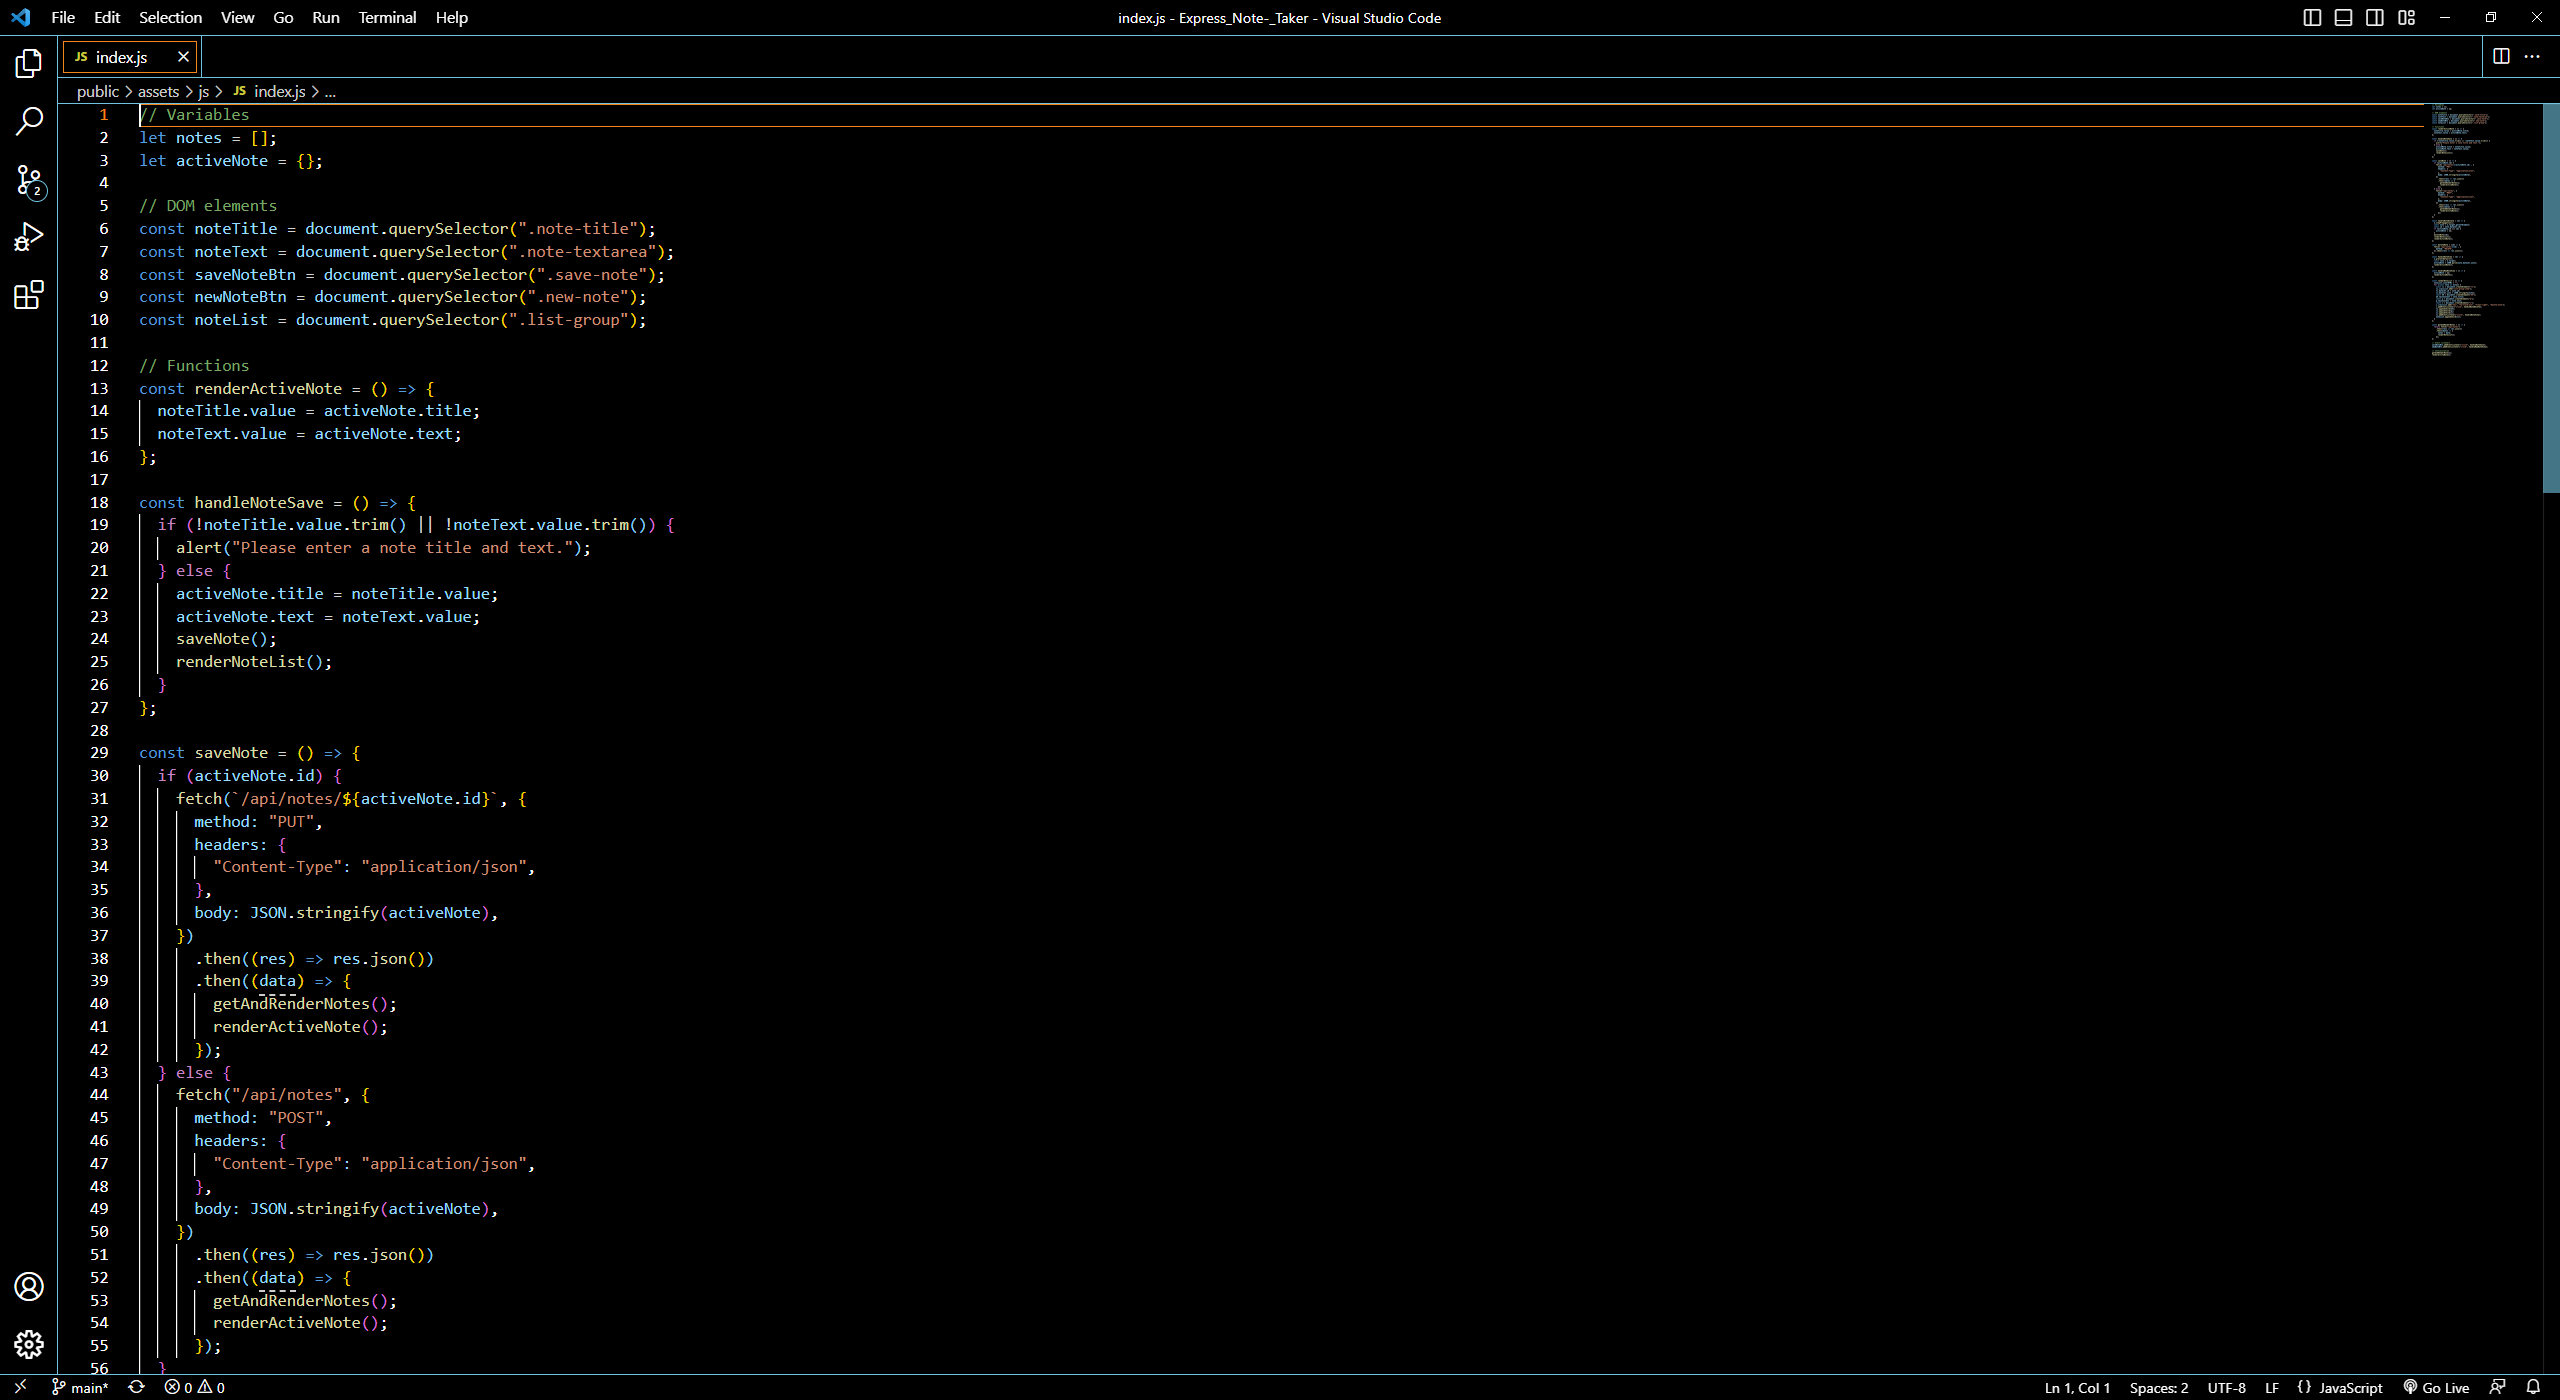 File Edit Selection View Go Run Terminal Help
index.js - Express_Note-_Taker - Visual Studio Code
JS index.js
public > assets > js > JS index.js > ...
2
1 // Variables
2 let notes = [];
3 let activeNote = {};
4
5 // DOM elements
6 const noteTitle = document.querySelector(".note-title");
7 const noteText = document.querySelector(".note-textarea");
8 const saveNoteBtn = document.querySelector(".save-note");
9 const newNoteBtn = document.querySelector(".new-note");
10 const noteList = document.querySelector(".list-group");
11
12 // Functions
13 const renderActiveNote = () => {
14 noteTitle.value = activeNote.title;
15 noteText.value = activeNote.text;
16 };
17
18 const handleNoteSave = () => {
19 if (!noteTitle.value.trim() || !noteText.value.trim()) {
20 alert("Please enter a note title and text.");
21 } else {
22 activeNote.title = noteTitle.value;
23 activeNote.text = noteText.value;
24 saveNote();
25 renderNoteList();
26 }
27 };
28
29 const saveNote = () => {
30 if (activeNote.id) {
31 fetch(`/api/notes/${activeNote.id}`, {
32 method: "PUT",
33 headers: {
34 "Content-Type": "application/json",
35 },
36 body: JSON.stringify(activeNote),
37 })
38 .then((res) => res.json())
39 .then((data) => {
40 getAndRenderNotes();
41 renderActiveNote();
42 });
43 } else {
44 fetch("/api/notes", {
45 method: "POST",
46 headers: {
47 "Content-Type": "application/json",
48 },
49 body: JSON.stringify(activeNote),
50 })
51 .then((res) => res.json())
52 .then((data) => {
53 getAndRenderNotes();
54 renderActiveNote();
55 });
56 }
main* 0 0 Ln 1, Col 1 Spaces: 2 UTF-8 LF {} JavaScript Go Live